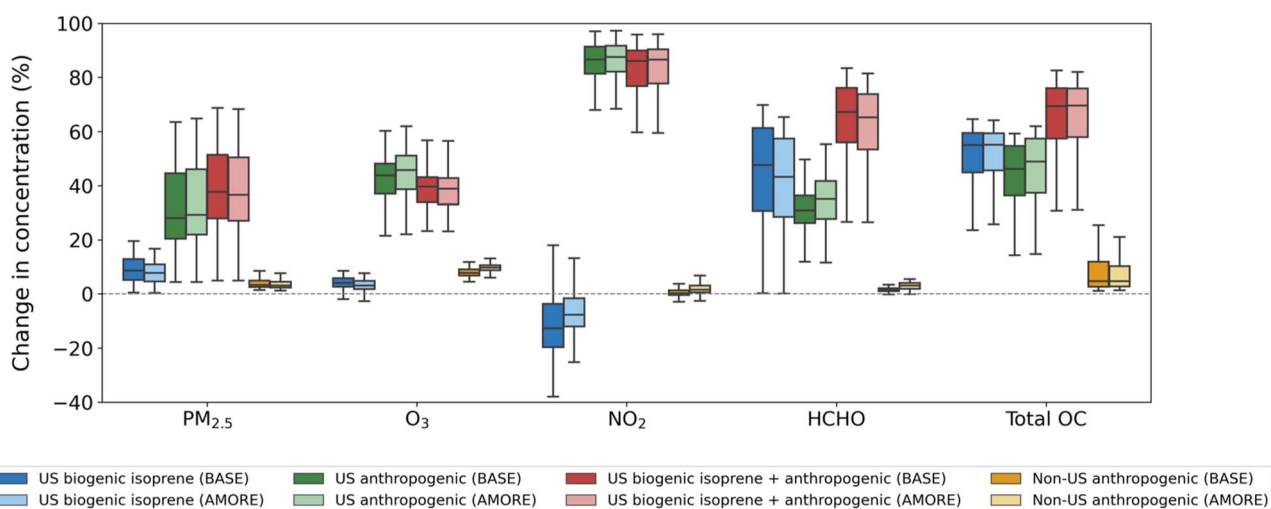 Change in concentration (%)
100
80
60
40
20
0
−20
−40
PM2.5 O3 NO2 HCHO Total OC
US biogenic isoprene (BASE) US anthropogenic (BASE) US biogenic isoprene + anthropogenic (BASE) Non-US anthropogenic (BASE)
US biogenic isoprene (AMORE) US anthropogenic (AMORE) US biogenic isoprene + anthropogenic (AMORE) Non-US anthropogenic (AMORE)